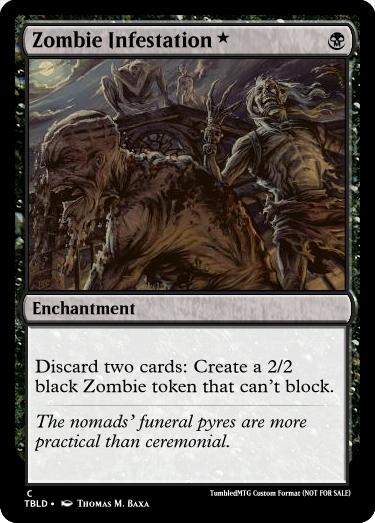 Zombie Infestation ★
Enchantment
Discard two cards: Create a 2/2
black Zombie token that can't block.
The nomads' funeral pyres are more
practical than ceremonial.
C
TBLD • Thomas M. Baxa
TumbledMTG Custom Format (NOT FOR SALE)